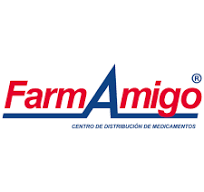 FarmAmigo®
CENTRO DE DISTRIBUCIÓN DE MEDICAMENTOS